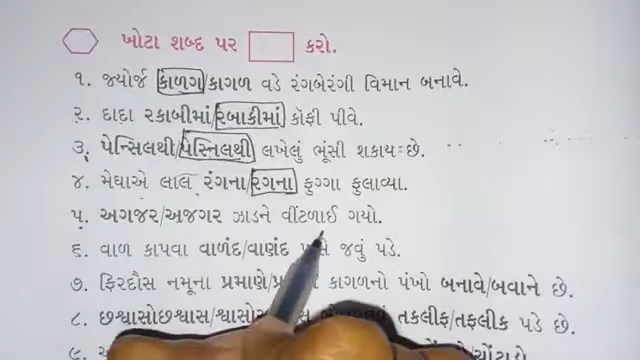 ખોટા શબ્દ પર કરો.
૧. જ્યોર્જ કાળગ/કાગળ વડે રંગબેરંગી વિમાન બનાવે.
૨. દાદા રકાબીમાં/રબાકીમાં કૉફી પીવે.
૩. પેન્સિલથી/પેસ્નિલથી લખેલું ભૂંસી શકાય છે.
૪. મેઘાએ લાલ રંગના/રગના ફુગ્ગા ફુલાવ્યા.
૫. અગજર/અજગર ઝાડને વીંટળાઈ ગયો.
૬. વાળ કાપવા વાળંદ/વાણંદ જવું પડે.
૭. ફિરદૌસ નમૂના પ્રમાણે/ કાગળનો પંખો બનાવે/બવાને છે.
૮. છશ્વાસોછશ્વાસ/ તકલીફ/તફલીક પડે છે.
૯.